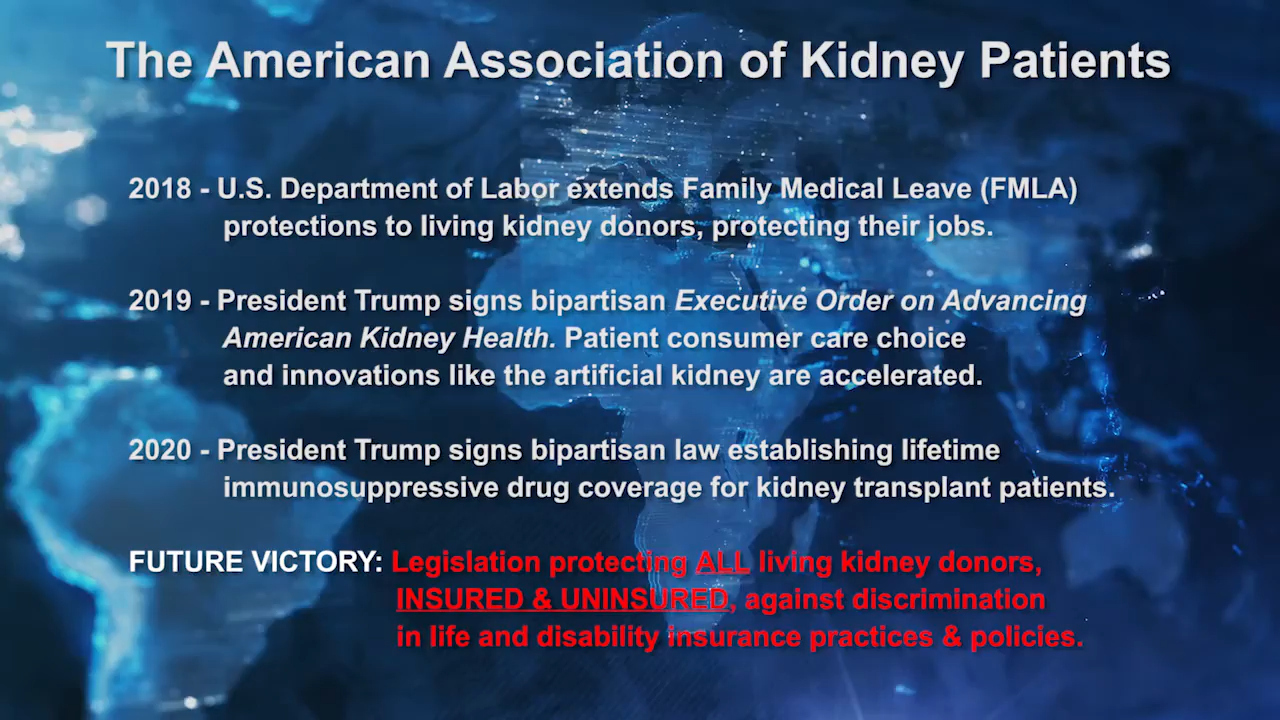 The American Association of Kidney Patients
2018 - U.S. Department of Labor extends Family Medical Leave (FMLA)
protections to living kidney donors, protecting their jobs.
2019 - President Trump signs bipartisan Executive Order on Advancing
American Kidney Health. Patient consumer care choice
and innovations like the artificial kidney are accelerated.
2020 - President Trump signs bipartisan law establishing lifetime
immunosuppressive drug coverage for kidney transplant patients.
FUTURE VICTORY: Legislation protecting ALL living kidney donors,
INSURED & UNINSURED, against discrimination
in life and disability insurance practices & policies.